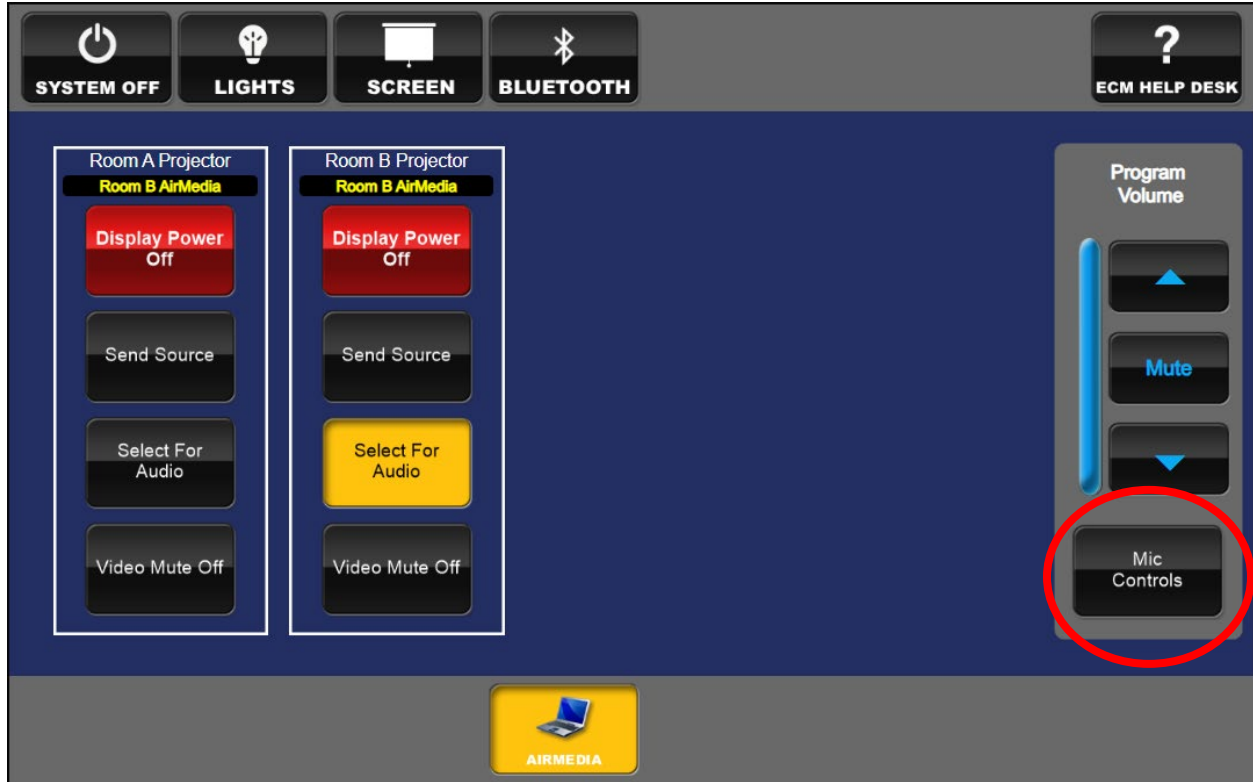 SYSTEM OFF
LIGHTS
SCREEN
BLUETOOTH
?
ECM HELP DESK
Room A Projector
Room B AirMedia
Display Power
Off
Send Source
Select For
Audio
Video Mute Off
Room B Projector
Room B AirMedia
Display Power
Off
Send Source
Select For
Audio
Video Mute Off
Program
Volume
Mute
Mic
Controls
AIRMEDIA